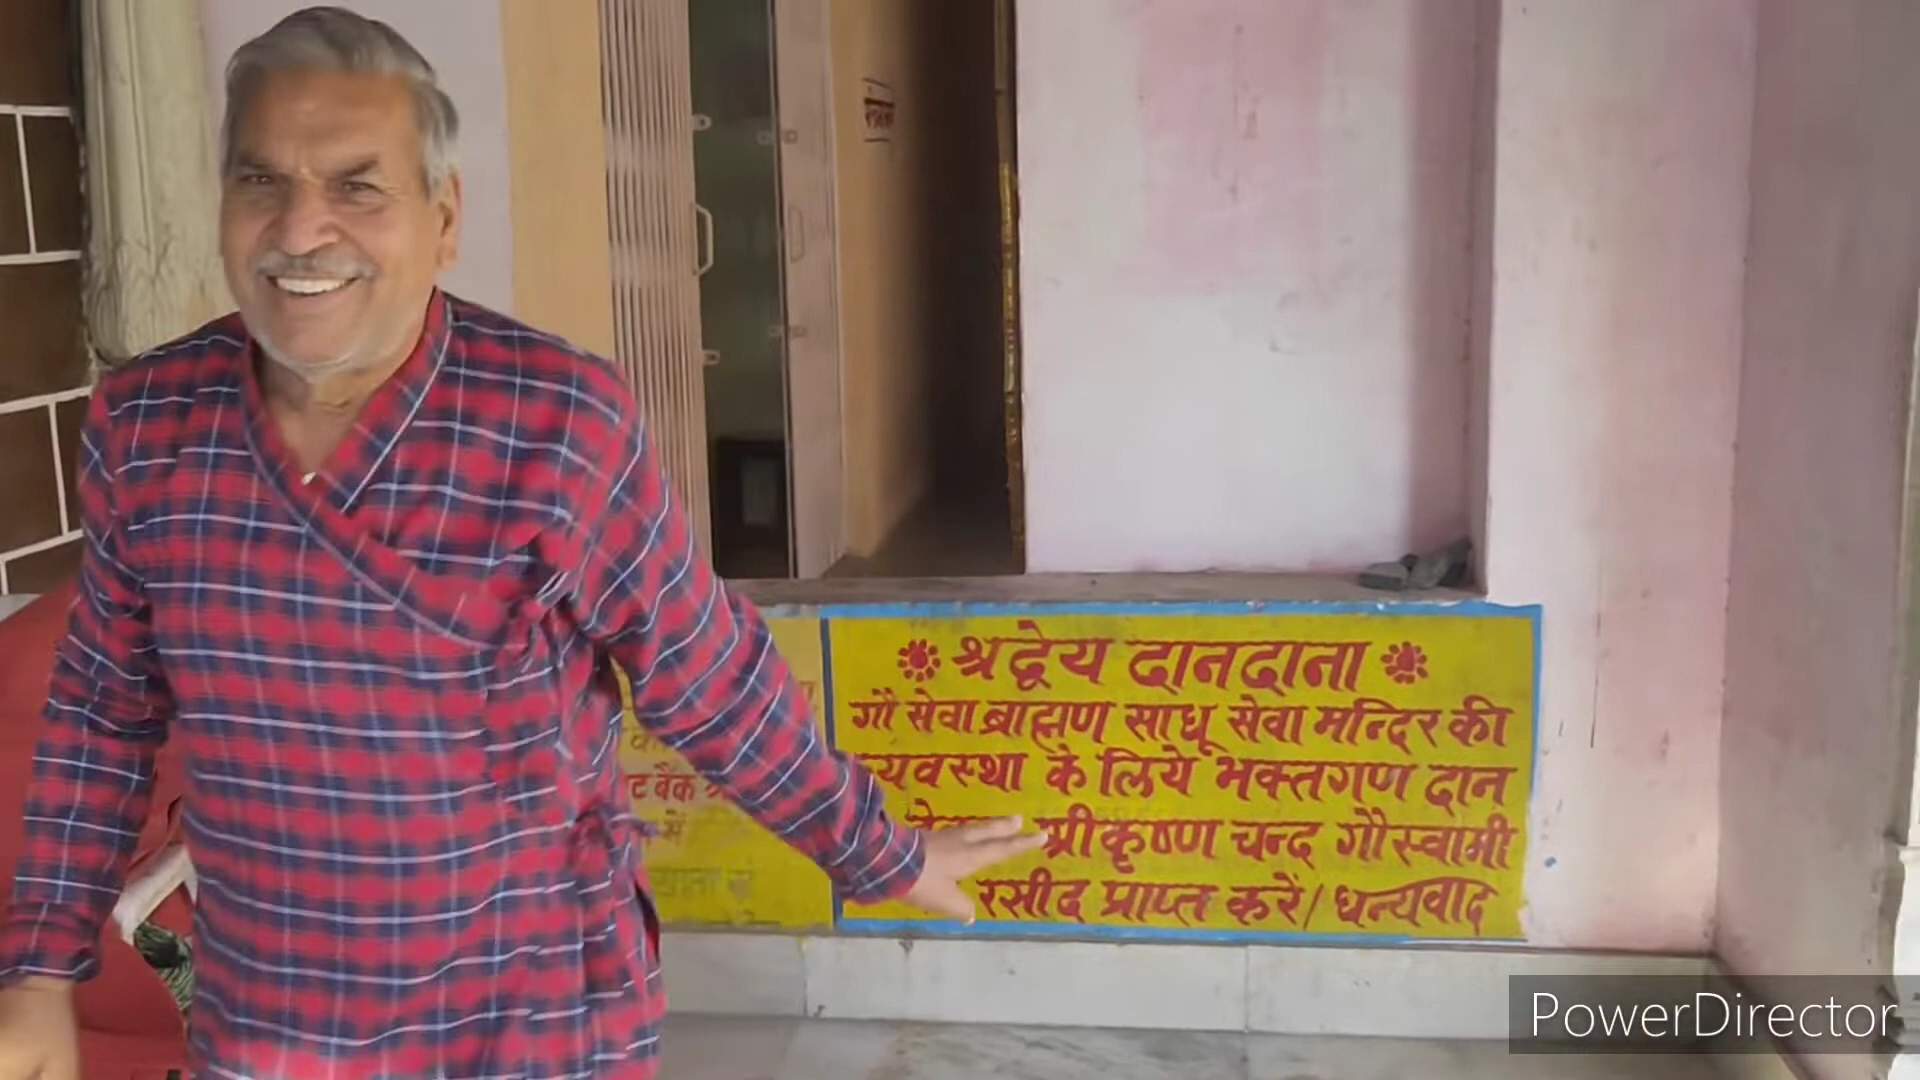 श्रद्वेय दानदाना
गौ सेवा ब्राह्मण साधू सेवा मन्दिर की
व्यवस्था के लिये भक्तगण दान
श्रीकृष्ण चन्द गौस्वामी
रसीद प्राप्त करें / धन्यवाद
बैंक
में
PowerDirector